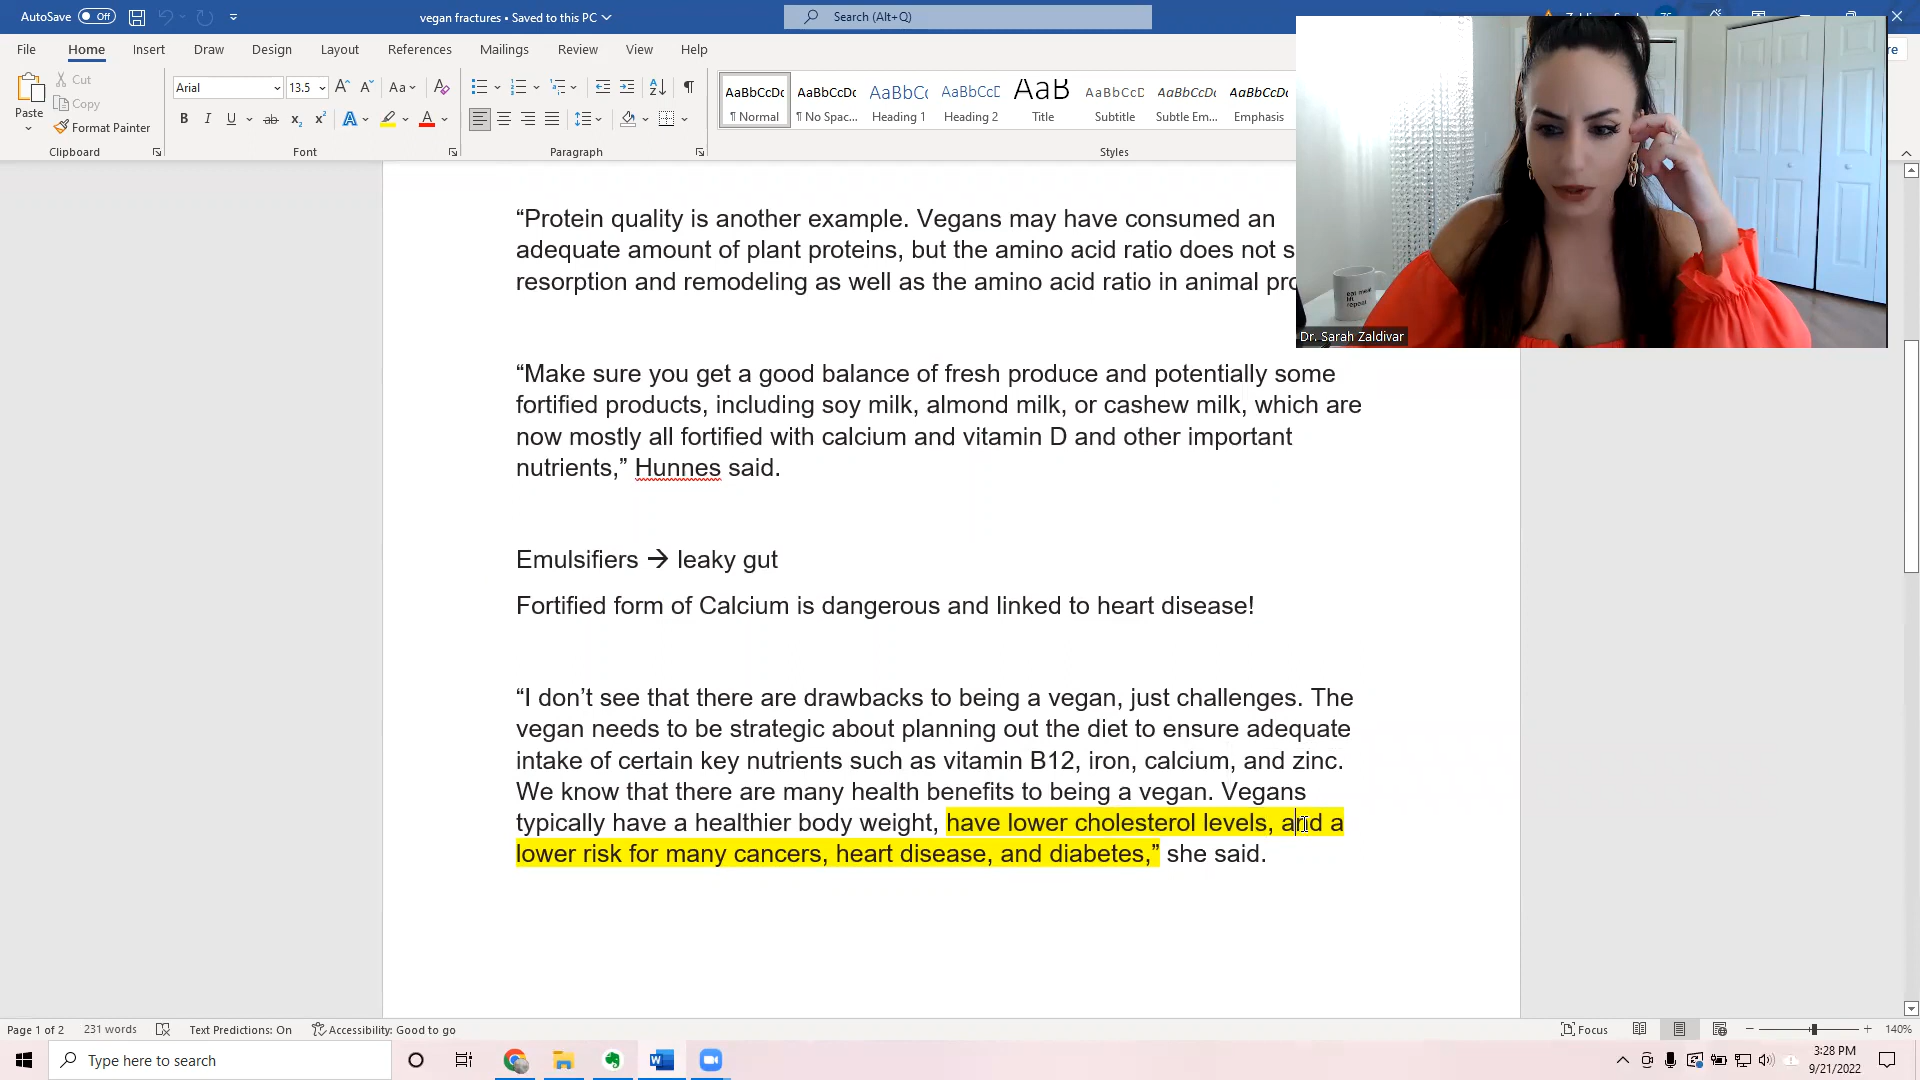 AutoSave Off
vegan fractures • Saved to this PC
Search (Alt+Q)
File Home Insert Draw Design Layout References Mailings Review View Help
Paste
Cut
Copy
Format Painter
Clipboard
Arial 13.5
Font
Paragraph
AaBbCcDc AaBbCcDc AaBbCc AaBbCcD AaB AaBbCcD AaBbCcDc AaBbCcDc
¶ Normal ¶ No Spac... Heading 1 Heading 2 Title Subtitle Subtle Em... Emphasis
Styles
eat meat
lift
repeat
Dr. Sarah Zaldivar
“Protein quality is another example. Vegans may have consumed an
adequate amount of plant proteins, but the amino acid ratio does not s
resorption and remodeling as well as the amino acid ratio in animal pro
“Make sure you get a good balance of fresh produce and potentially some
fortified products, including soy milk, almond milk, or cashew milk, which are
now mostly all fortified with calcium and vitamin D and other important
nutrients,” Hunnes said.
Emulsifiers → leaky gut
Fortified form of Calcium is dangerous and linked to heart disease!
“I don’t see that there are drawbacks to being a vegan, just challenges. The
vegan needs to be strategic about planning out the diet to ensure adequate
intake of certain key nutrients such as vitamin B12, iron, calcium, and zinc.
We know that there are many health benefits to being a vegan. Vegans
typically have a healthier body weight, have lower cholesterol levels, and a
lower risk for many cancers, heart disease, and diabetes,” she said.
Page 1 of 2 231 words Text Predictions: On Accessibility: Good to go
Focus 140%
Type here to search
3:28 PM
9/21/2022